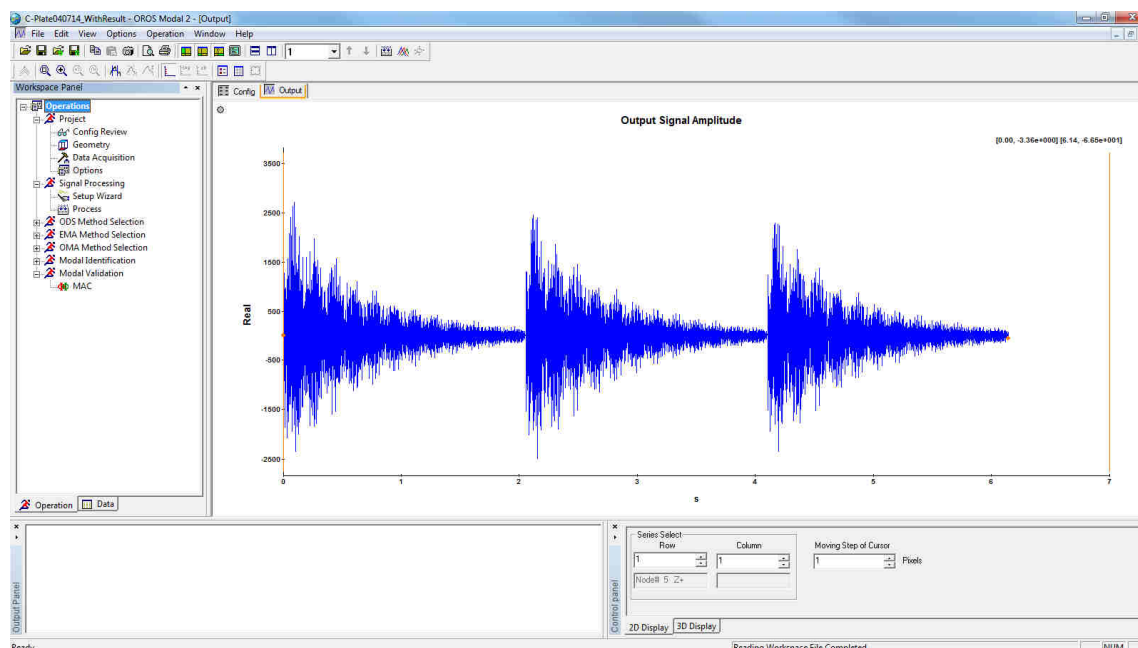 C-Plate040714_WithResult - OROS Modal 2 - [Output]
File Edit View Options Operation Window Help
1
Workspace Panel
Operations
Project
Config Review
Geometry
Data Acquisition
Options
Signal Processing
Setup Wizard
Process
ODS Method Selection
EMA Method Selection
OMA Method Selection
Modal Identification
Modal Validation
MAC
Operation Data
Config Output
Output Signal Amplitude
[0.00, -3.36e+000] [6.14, -6.65e+001]
3500
2500
1500
500
-500
-1500
-2500
Real
0 1 2 3 4 5 6 7
s
Output Panel
Control panel
Series Select
Row Column Moving Step of Cursor
1 1 1 Pixels
Node# 5 Z+
2D Display 3D Display
Ready Reading Workspace File Completed NUM